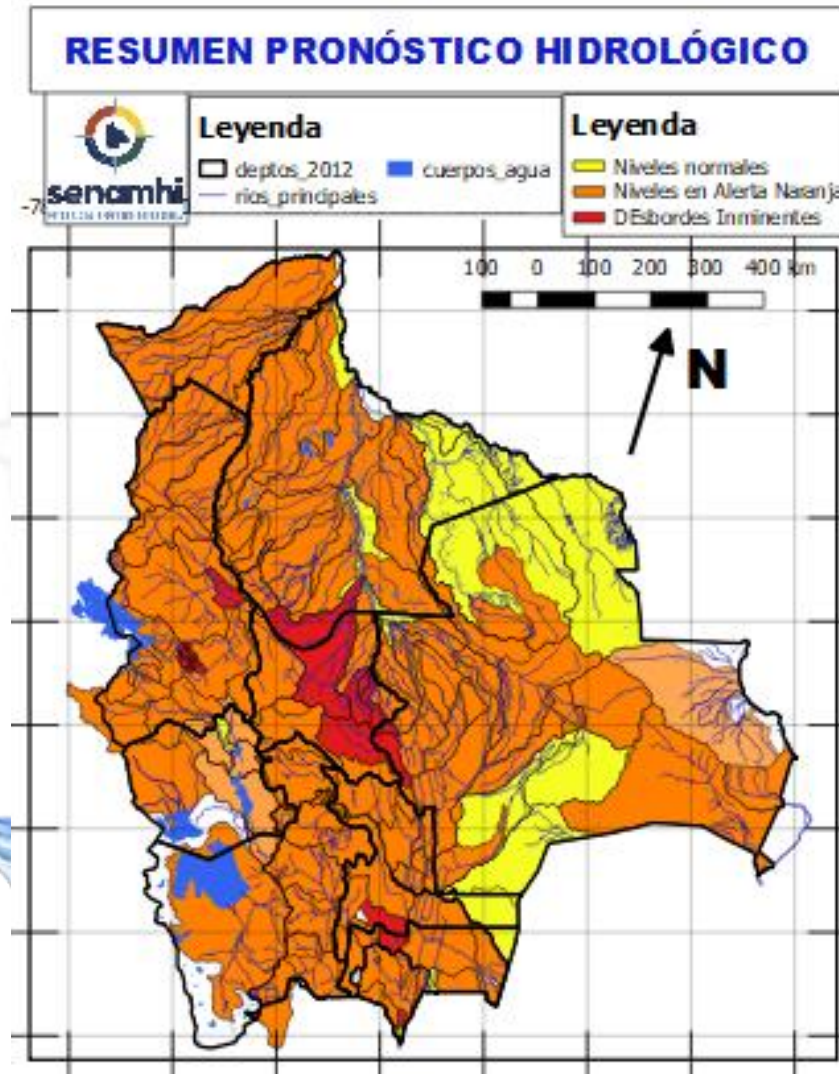 RESUMEN PRONÓSTICO HIDROLÓGICO
senamhi
Leyenda
deptos_2012 cuerpos_agua
rios_principales
Leyenda
Niveles normales
Niveles en Alerta Naranja
DEsbordes Inminentes
100 0 100 200 300 400 km
N